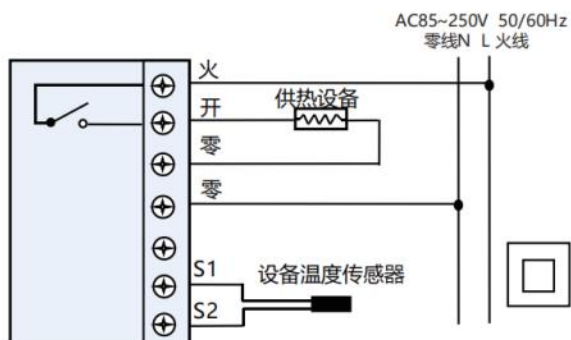 AC85~250V 50/60Hz
零线N L 火线
火
开
供热设备
零
零
S1
设备温度传感器
S2